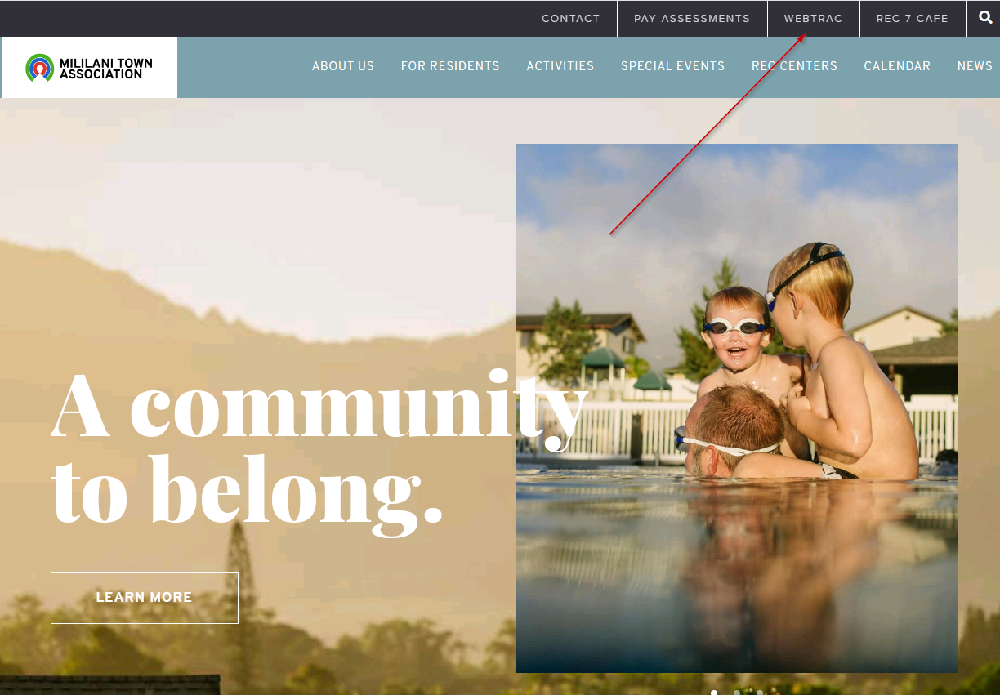 CONTACT PAY ASSESSMENTS WEBTRAC REC 7 CAFE
MILILANI TOWN
ASSOCIATION
ABOUT US FOR RESIDENTS ACTIVITIES SPECIAL EVENTS REC CENTERS CALENDAR NEWS
A community
to belong.
LEARN MORE